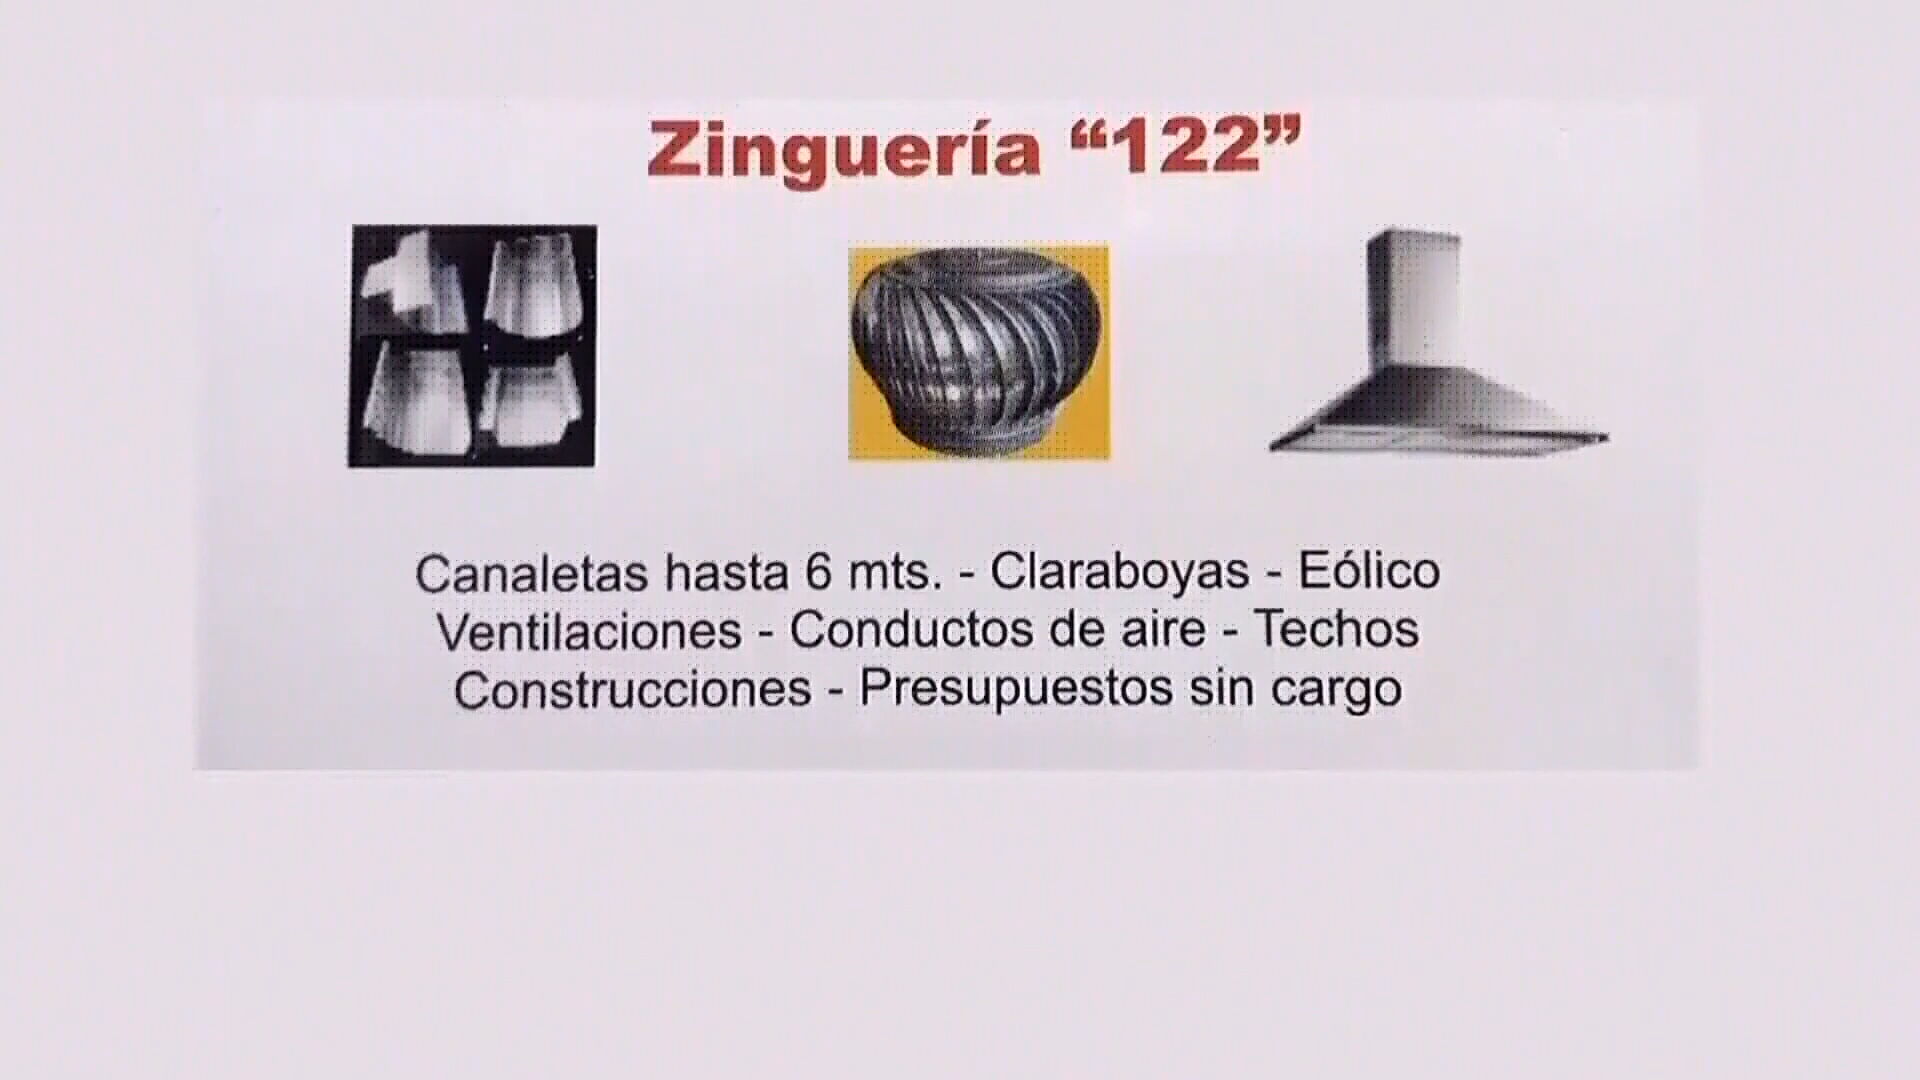 Zinguería “122”
Canaletas hasta 6 mts. - Claraboyas - Eólico
Ventilaciones - Conductos de aire - Techos
Construcciones - Presupuestos sin cargo